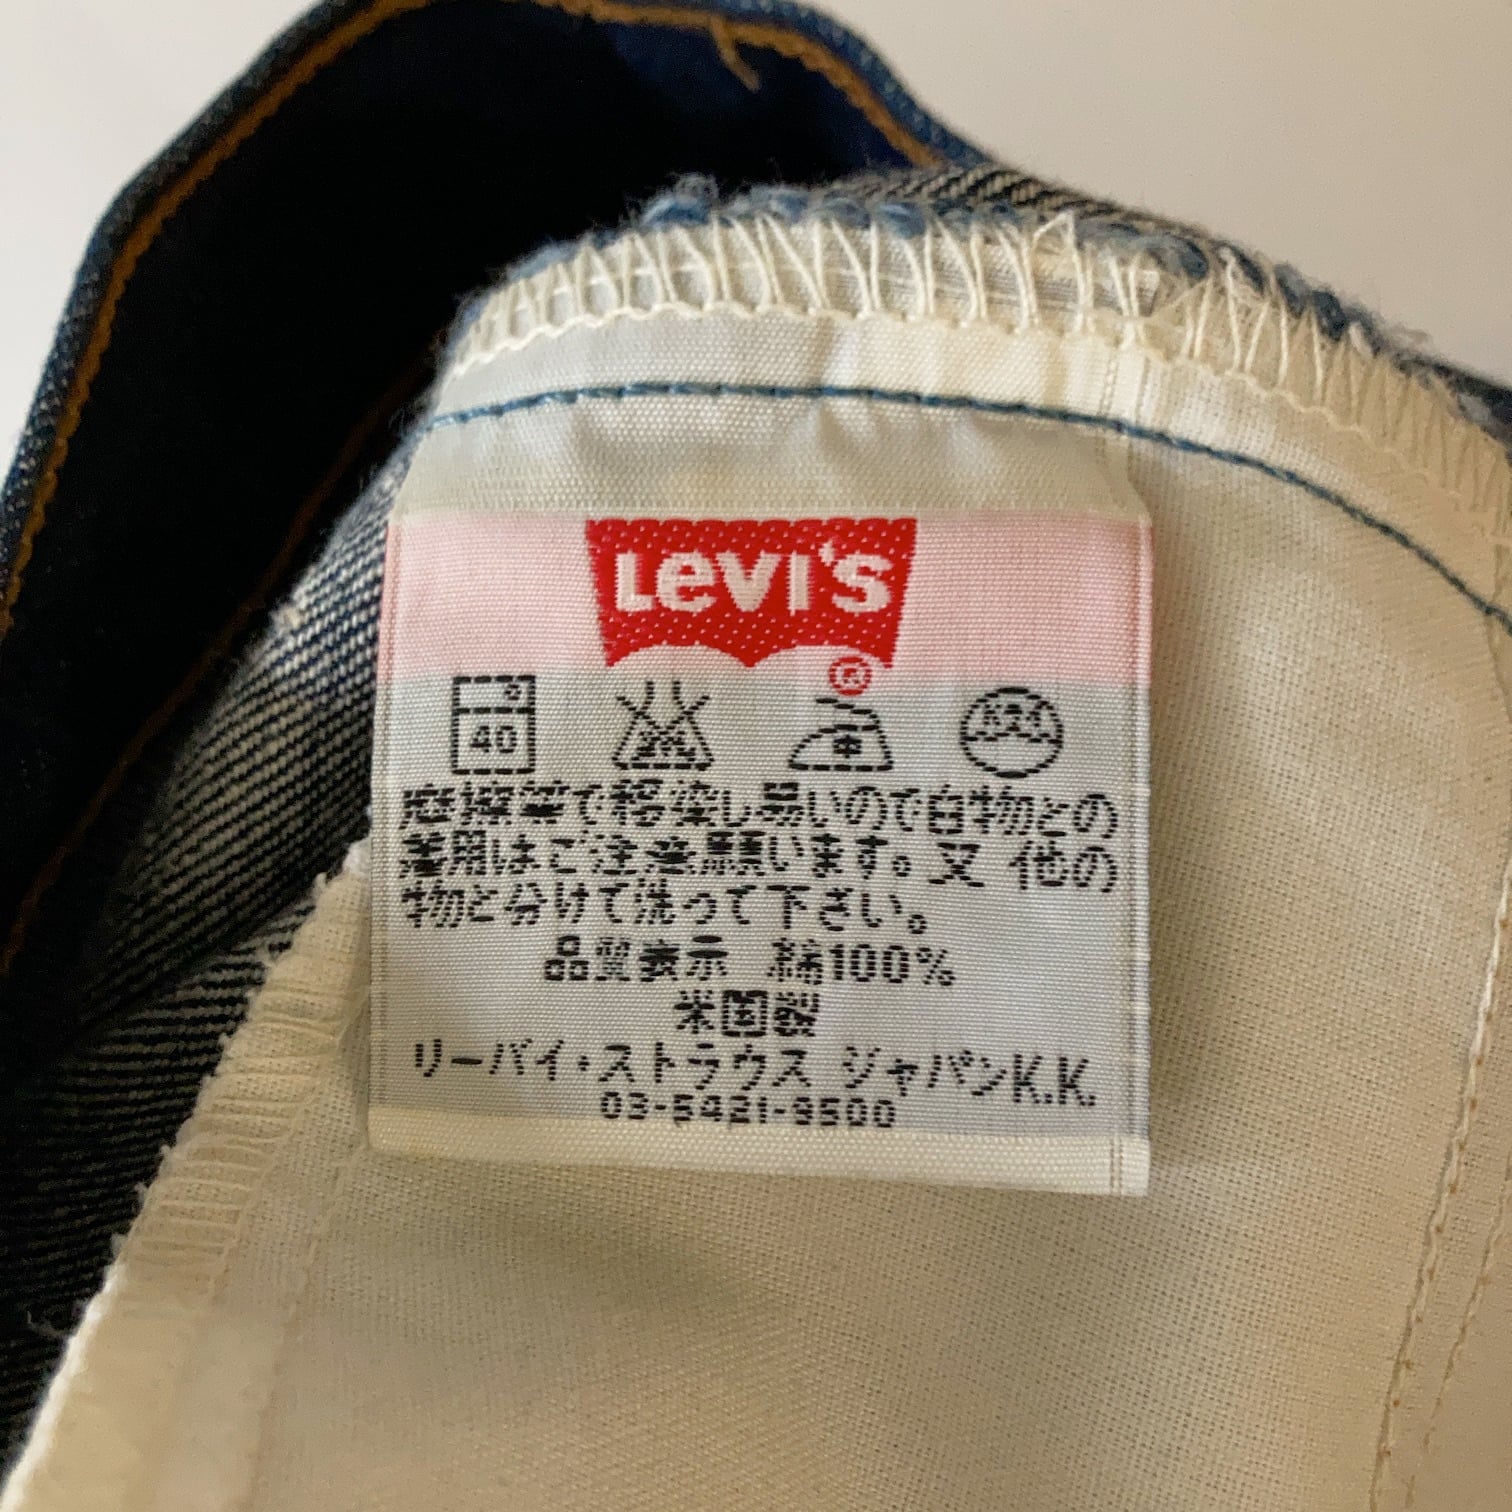 LEVI'S
®
40
感摩擦等で移染し易いので白物との
着用はご注意願います。又 他の
物と分けて洗って下さい。
品質表示 綿100%
米国製
リーバイ・ストラウス ジャパンK.K.
03-5421-9500